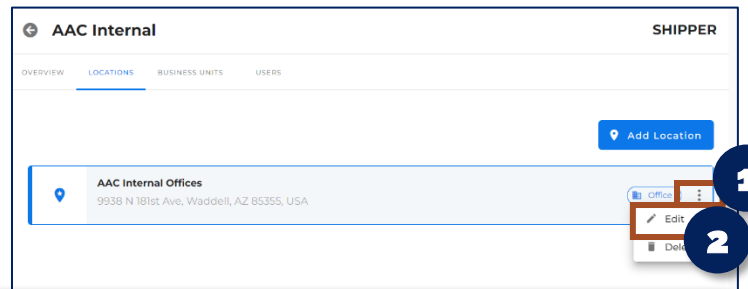 AAC Internal SHIPPER
OVERVIEW LOCATIONS BUSINESS UNITS USERS
Add Location
AAC Internal Offices
9938 N 181st Ave, Waddell, AZ 85355, USA
Office
1
Edit
2